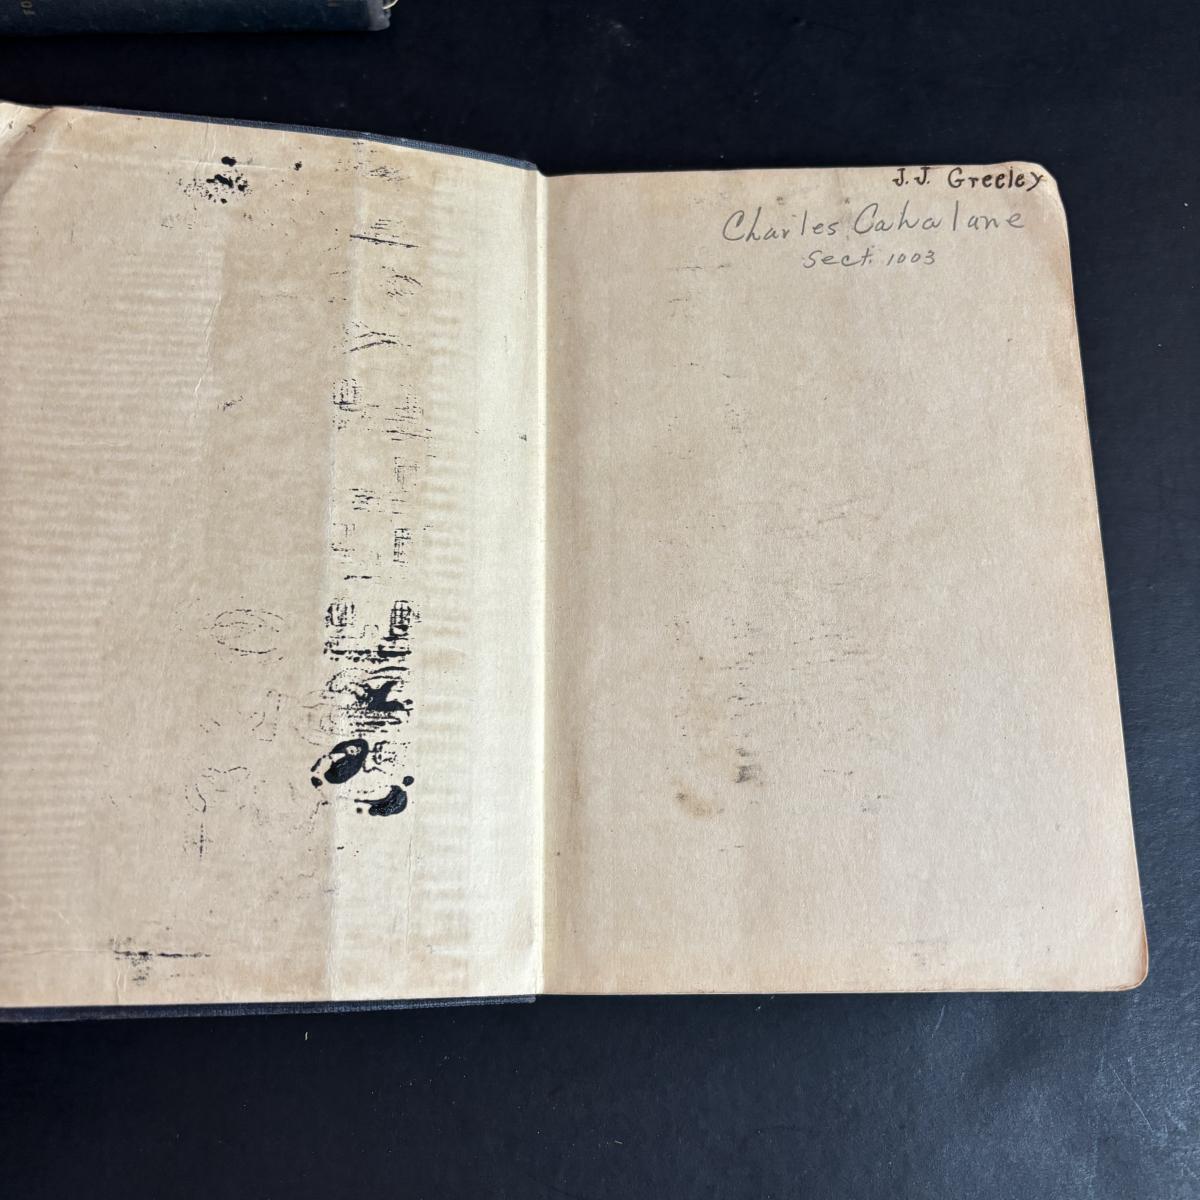 J.J. Greeley
Charles Cahalane
Sect. 1003